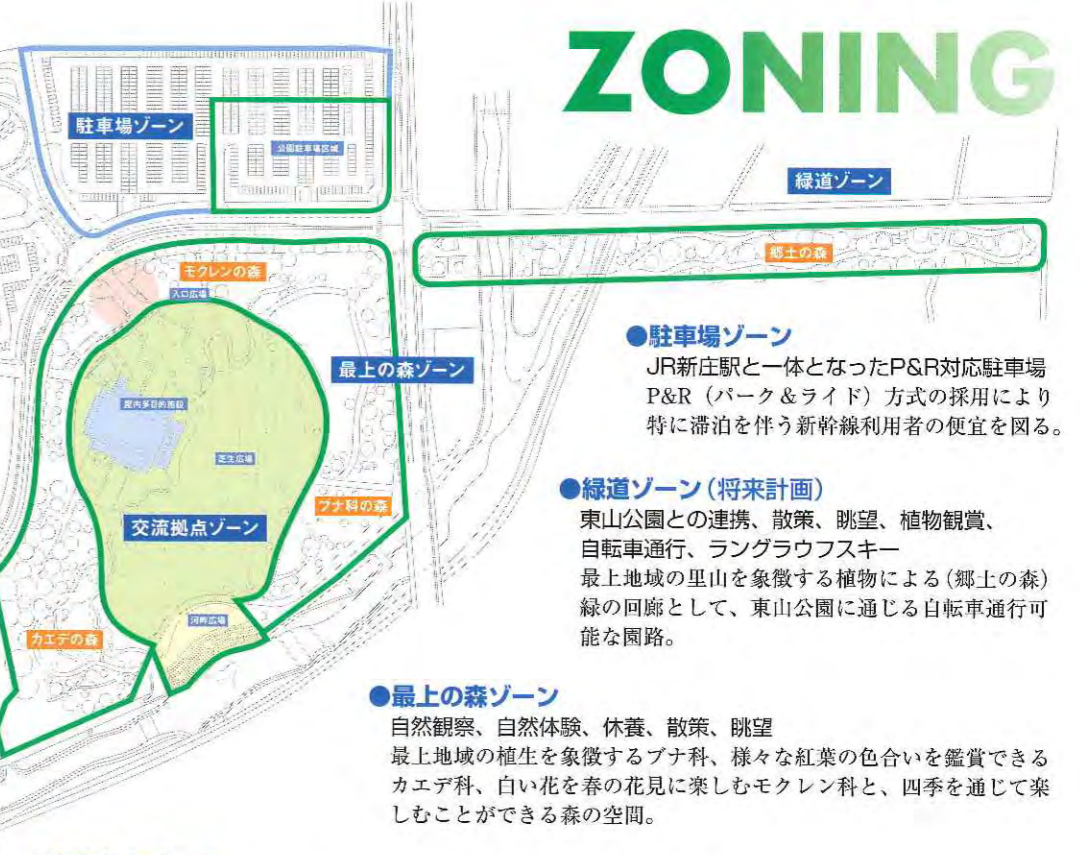 ZONING
駐車場ゾーン
公園駐車場区域
緑道ゾーン
郷土の森
モクレンの森
入口広場
最上の森ゾーン
屋内多目的施設
芝生広場
ブナ科の森
交流拠点ゾーン
河畔広場
カエデの森
●駐車場ゾーン
JR新庄駅と一体となったP&R対応駐車場
P&R（パーク＆ライド）方式の採用により
特に滞泊を伴う新幹線利用者の便宜を図る。
●緑道ゾーン（将来計画）
東山公園との連携、散策、眺望、植物観賞、
自転車通行、ラングラウフスキー
最上地域の里山を象徴する植物による（郷土の森）
緑の回廊として、東山公園に通じる自転車通行可
能な園路。
●最上の森ゾーン
自然観察、自然体験、休養、散策、眺望
最上地域の植生を象徴するブナ科、様々な紅葉の色合いを鑑賞できる
カエデ科、白い花を春の花見に楽しむモクレン科と、四季を通じて楽
しむことができる森の空間。